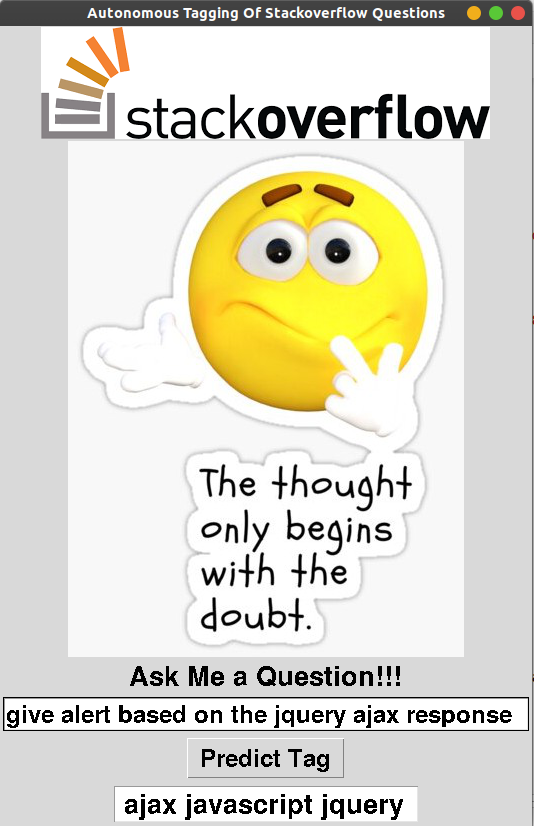 Autonomous Tagging Of Stackoverflow Questions
stackoverflow
The thought
only begins
with the
doubt.
Ask Me a Question!!!
give alert based on the jquery ajax response
Predict Tag
ajax javascript jquery